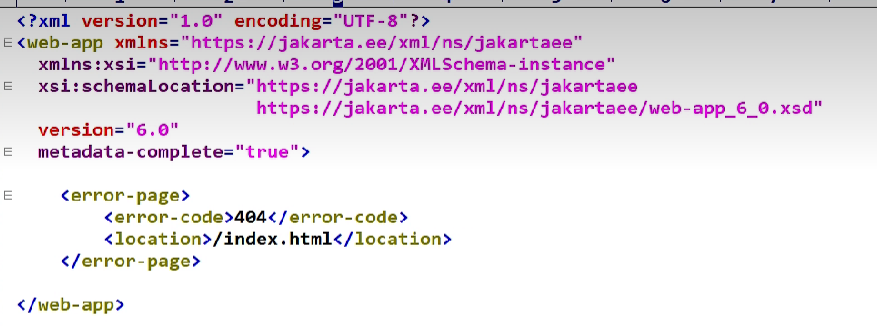 <?xml version="1.0" encoding="UTF-8"?>
<web-app xmlns="https://jakarta.ee/xml/ns/jakartaee"
xmlns:xsi="http://www.w3.org/2001/XMLSchema-instance"
xsi:schemaLocation="https://jakarta.ee/xml/ns/jakartaee
https://jakarta.ee/xml/ns/jakartaee/web-app_6_0.xsd"
version="6.0"
metadata-complete="true">
<error-page>
<error-code>404</error-code>
<location>/index.html</location>
</error-page>
</web-app>